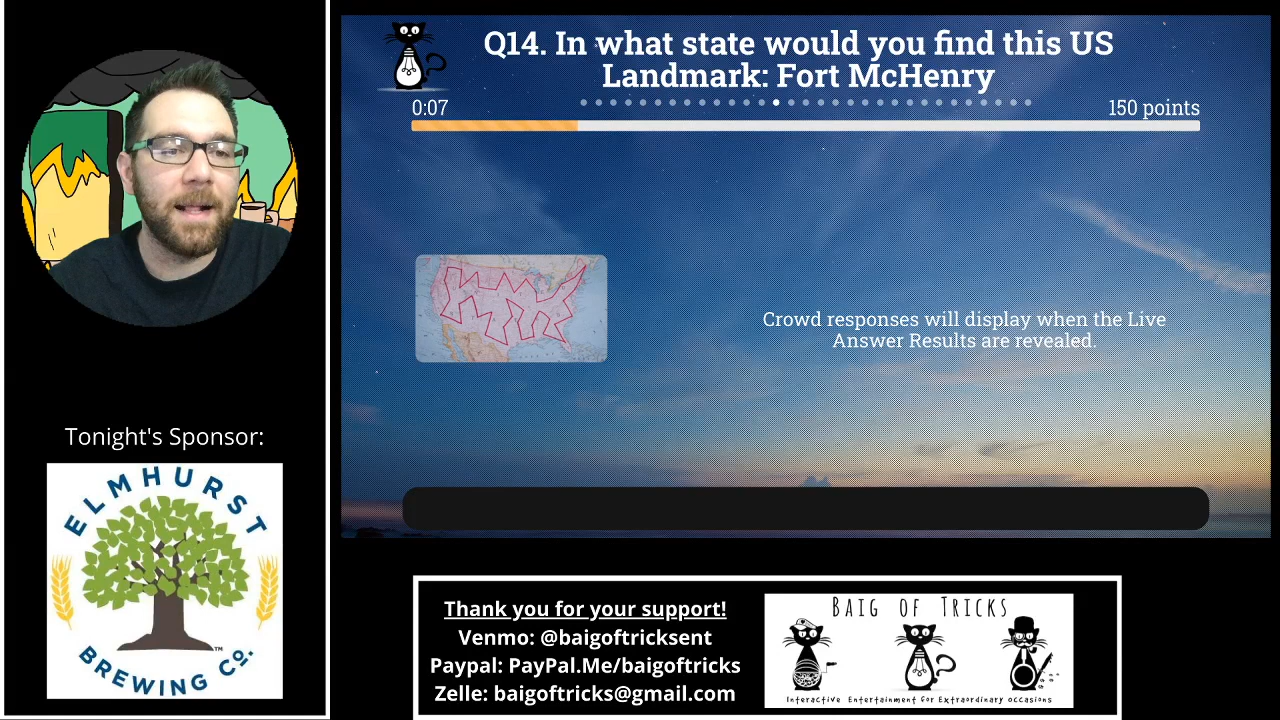 Q14. In what state would you find this US
Landmark: Fort McHenry
0:07
150 points
Crowd responses will display when the Live
Answer Results are revealed.
Tonight's Sponsor:
ELMHURST
BREWING CO.
TM
Thank you for your support!
Venmo: @baigoftricksent
Paypal: PayPal.Me/baigoftricks
Zelle: baigoftricks@gmail.com
BAIG OF TRICKS
Interactive Entertainment for Extraordinary occasions